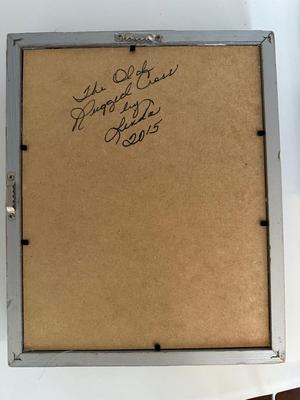 The Old
Rugged Cross
by
Linda
2015